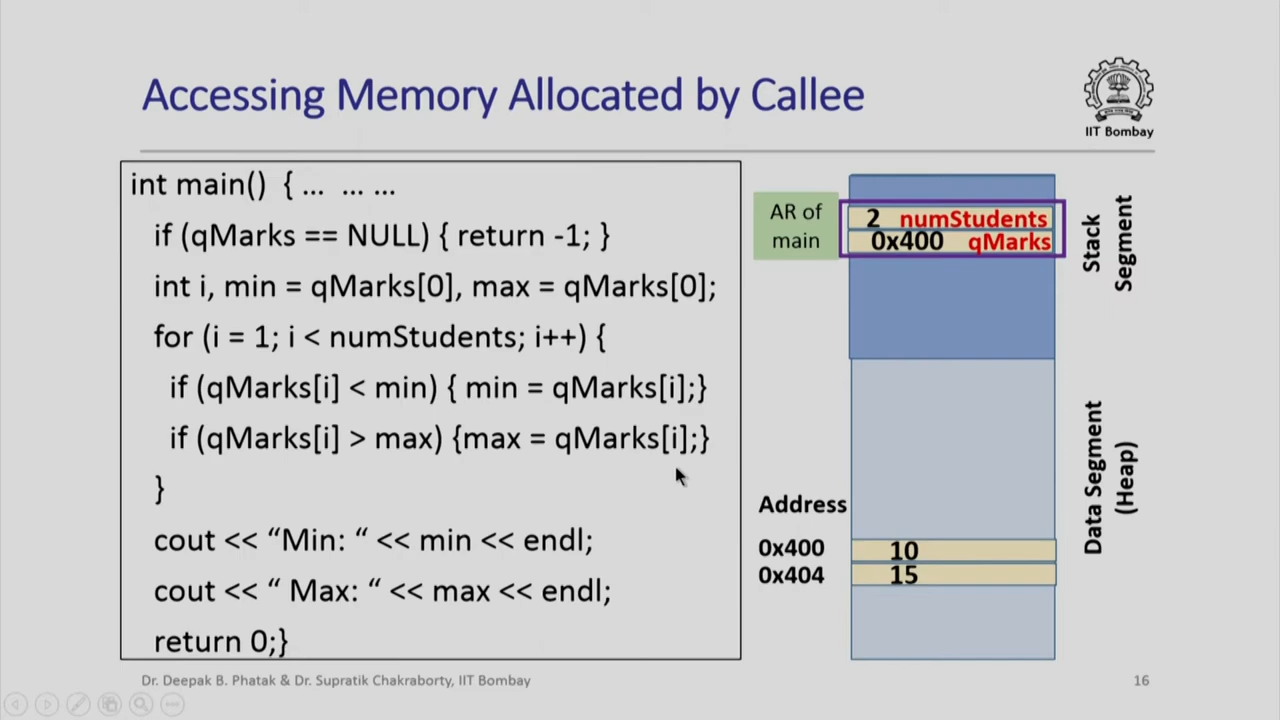 Accessing Memory Allocated by Callee
IIT Bombay
int main() { ... ... ...
if (qMarks == NULL) { return -1; }
int i, min = qMarks[0], max = qMarks[0];
for (i = 1; i < numStudents; i++) {
if (qMarks[i] < min) { min = qMarks[i];}
if (qMarks[i] > max) {max = qMarks[i];}
}
cout << “Min: “ << min << endl;
cout << “ Max: “ << max << endl;
return 0;}
AR of
main
2 numStudents
0x400 qMarks
Stack
Segment
Data Segment
(Heap)
Address
0x400 10
0x404 15
Dr. Deepak B. Phatak & Dr. Supratik Chakraborty, IIT Bombay
16